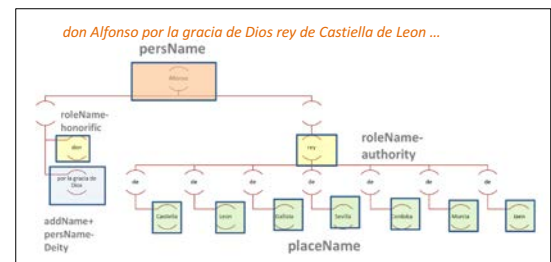 don Alfonso por la gracia de Dios rey de Castiella de Leon ...
persName
Alfonso
roleName-
honorific
don
rey
roleName-
authority
por la gracia de
Dios
de de de de de de de
Castiella Leon Sevilla Cordoba Murcia Jaen
addName+
persName-
Deity
placeName